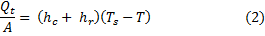 Q_t/A = (h_c + h_r)(T_s − T) (2)